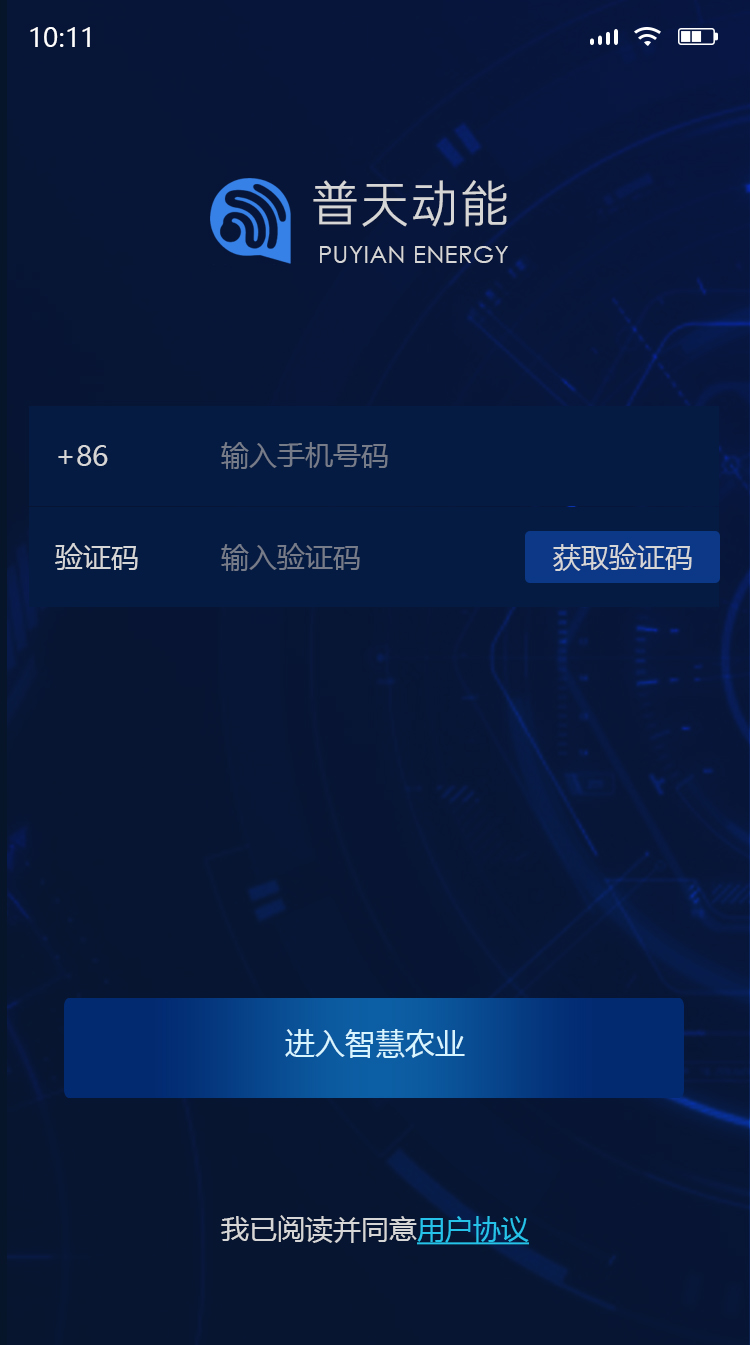 10:11
普天动能
PUYIAN ENERGY
+86 输入手机号码
验证码 输入验证码 获取验证码
进入智慧农业
我已阅读并同意用户协议